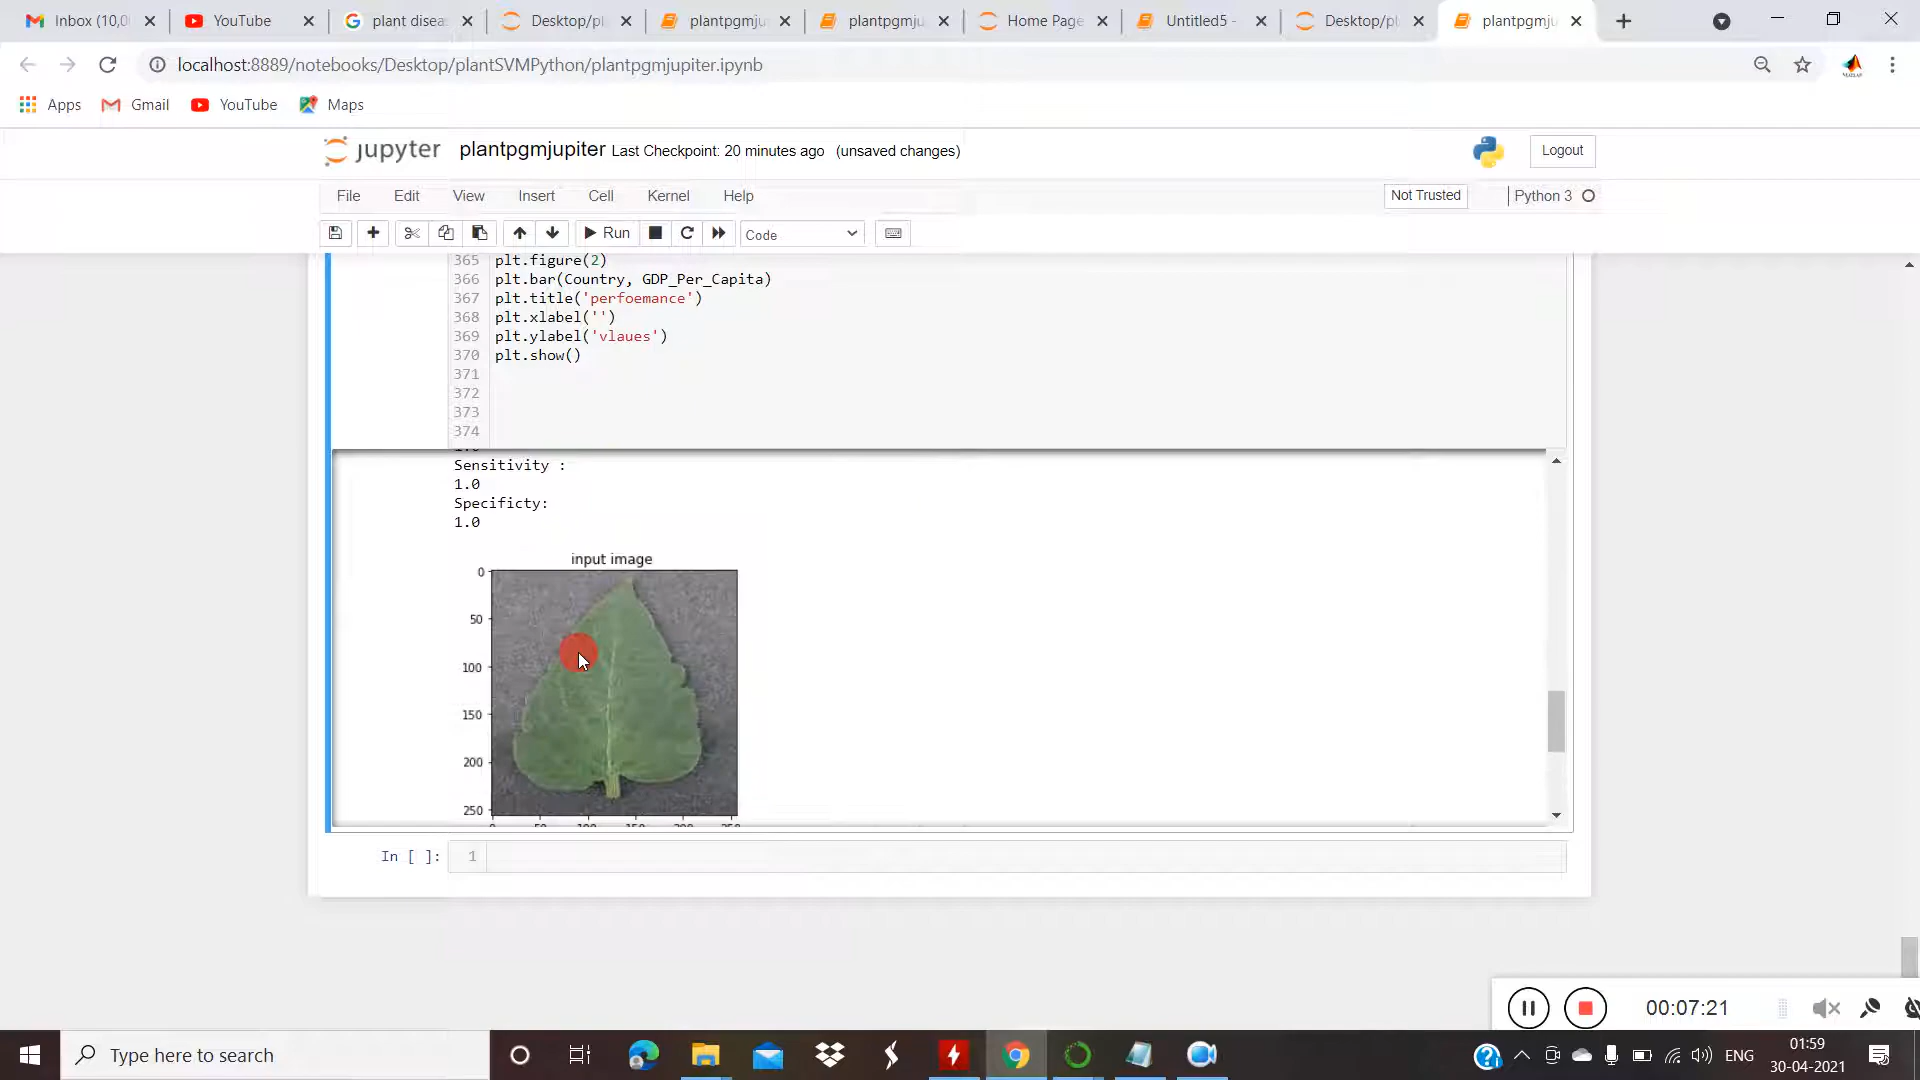 Inbox (10,0
YouTube
plant diseas
Desktop/pl
plantpgmju
plantpgmju
Home Page
Untitled5 -
Desktop/pl
plantpgmju
localhost:8889/notebooks/Desktop/plantSVMPython/plantpgmjupiter.ipynb
Apps
Gmail
YouTube
Maps
jupyter plantpgmjupiter Last Checkpoint: 20 minutes ago (unsaved changes)
Logout
File Edit View Insert Cell Kernel Help
Not Trusted
Python 3
Run
Code
365 plt.figure(2)
366 plt.bar(Country, GDP_Per_Capita)
367 plt.title('perfoemance')
368 plt.xlabel('')
369 plt.ylabel('vlaues')
370 plt.show()
371
372
373
374
Sensitivity :
1.0
Specificty:
1.0
input image
0
50
100
150
200
250
In [ ]: 1
00:07:21
Type here to search
ENG
01:59
30-04-2021